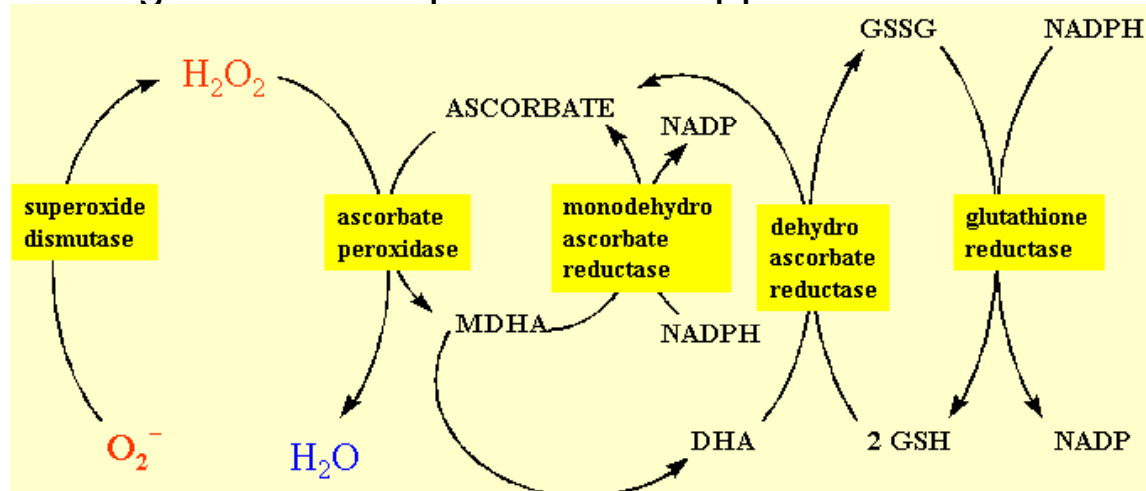 GSSG
NADPH
H₂O₂
ASCORBATE
NADP
superoxide
dismutase
ascorbate
peroxidase
monodehydro
ascorbate
reductase
dehydro
ascorbate
reductase
glutathione
reductase
MDHA
NADPH
O₂⁻
H₂O
DHA
2 GSH
NADP